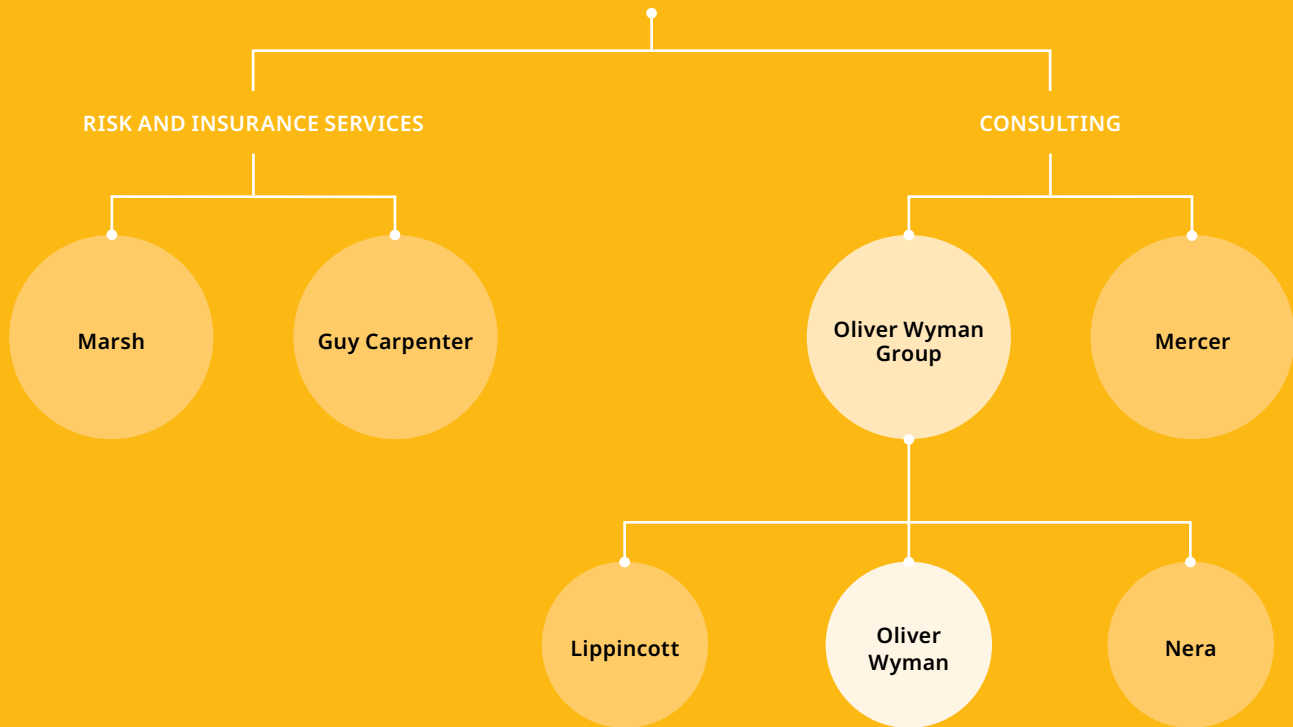 RISK AND INSURANCE SERVICES
CONSULTING
Marsh
Guy Carpenter
Oliver Wyman
Group
Mercer
Lippincott
Oliver
Wyman
Nera